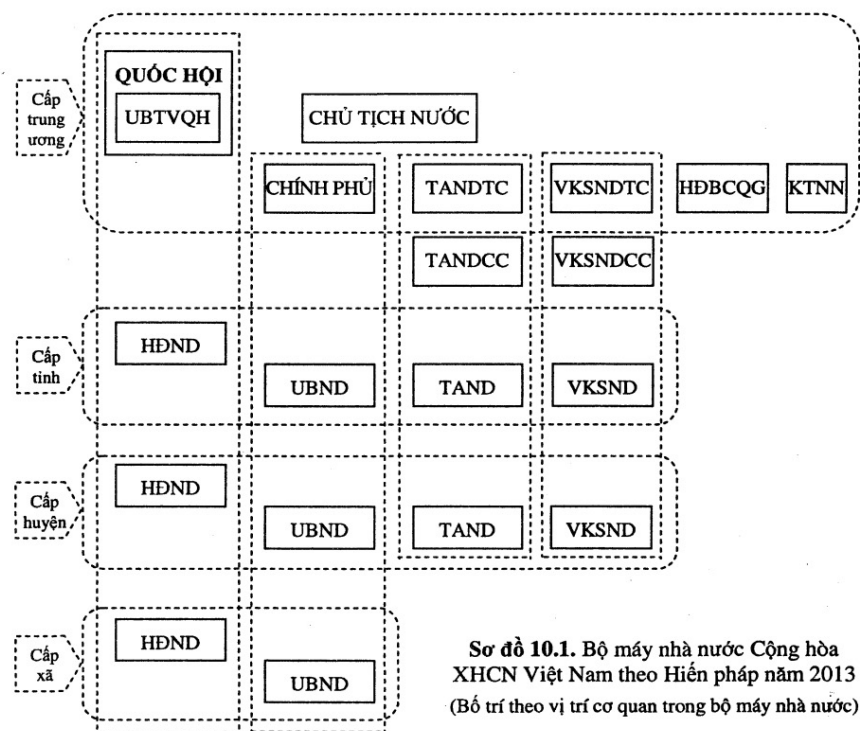 QUỐC HỘI
Cấp
trung
ương
UBTVQH
CHỦ TỊCH NƯỚC
CHÍNH PHỦ
TANDTC
VKSNDTC
HĐBCQG
KTNN
TANDCC
VKSNDCC
Cấp
tỉnh
HĐND
UBND
TAND
VKSND
Cấp
huyện
HĐND
UBND
TAND
VKSND
Cấp
xã
HĐND
UBND
Sơ đồ 10.1. Bộ máy nhà nước Cộng hòa
XHCN Việt Nam theo Hiến pháp năm 2013
(Bố trí theo vị trí cơ quan trong bộ máy nhà nước)